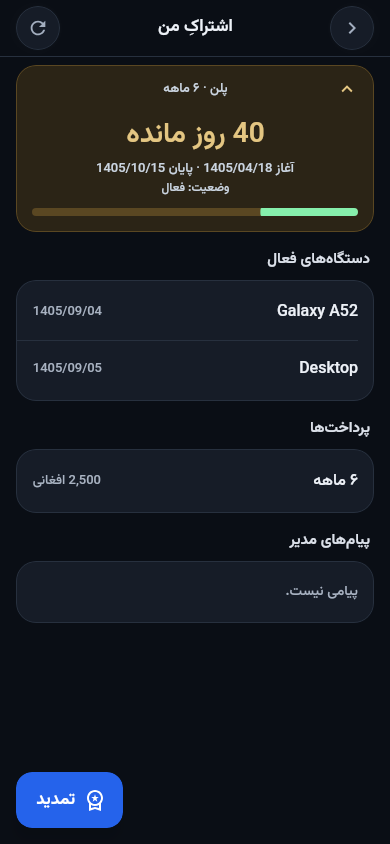 اشتراکِ من
پلن · ۶ ماهه
40 روز مانده
آغاز 1405/04/18 · پایان 1405/10/15
وضعیت: فعال
دستگاه‌های فعال
Galaxy A52 1405/09/04
Desktop 1405/09/05
پرداخت‌ها
۶ ماهه 2,500 افغانی
پیام‌های مدیر
پیامی نیست.
تمدید